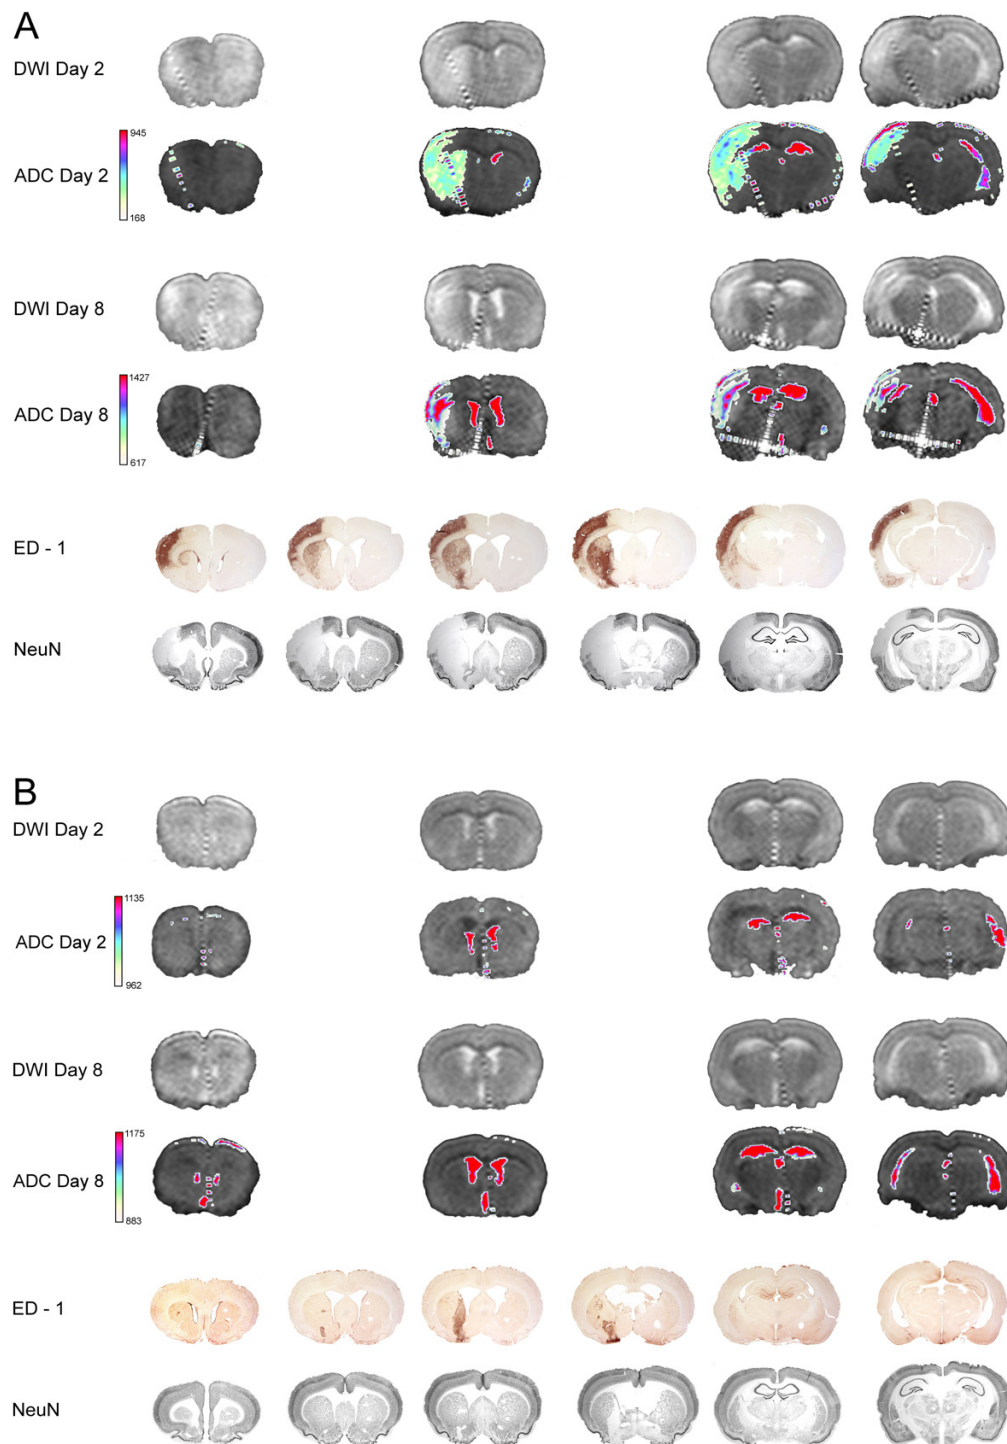 A
DWI Day 2
945
ADC Day 2
168
DWI Day 8
1427
ADC Day 8
617
ED - 1
NeuN
B
DWI Day 2
1135
ADC Day 2
962
DWI Day 8
1175
ADC Day 8
883
ED - 1
NeuN